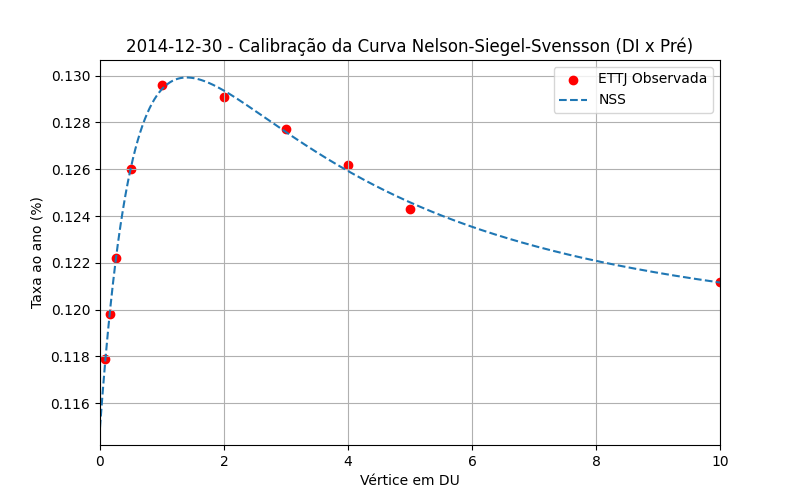 2014-12-30 - Calibração da Curva Nelson-Siegel-Svensson (DI x Pré)
ETTJ Observada
NSS
Taxa ao ano (%)
0.130
0.128
0.126
0.124
0.122
0.120
0.118
0.116
0
2
4
6
8
10
Vértice em DU